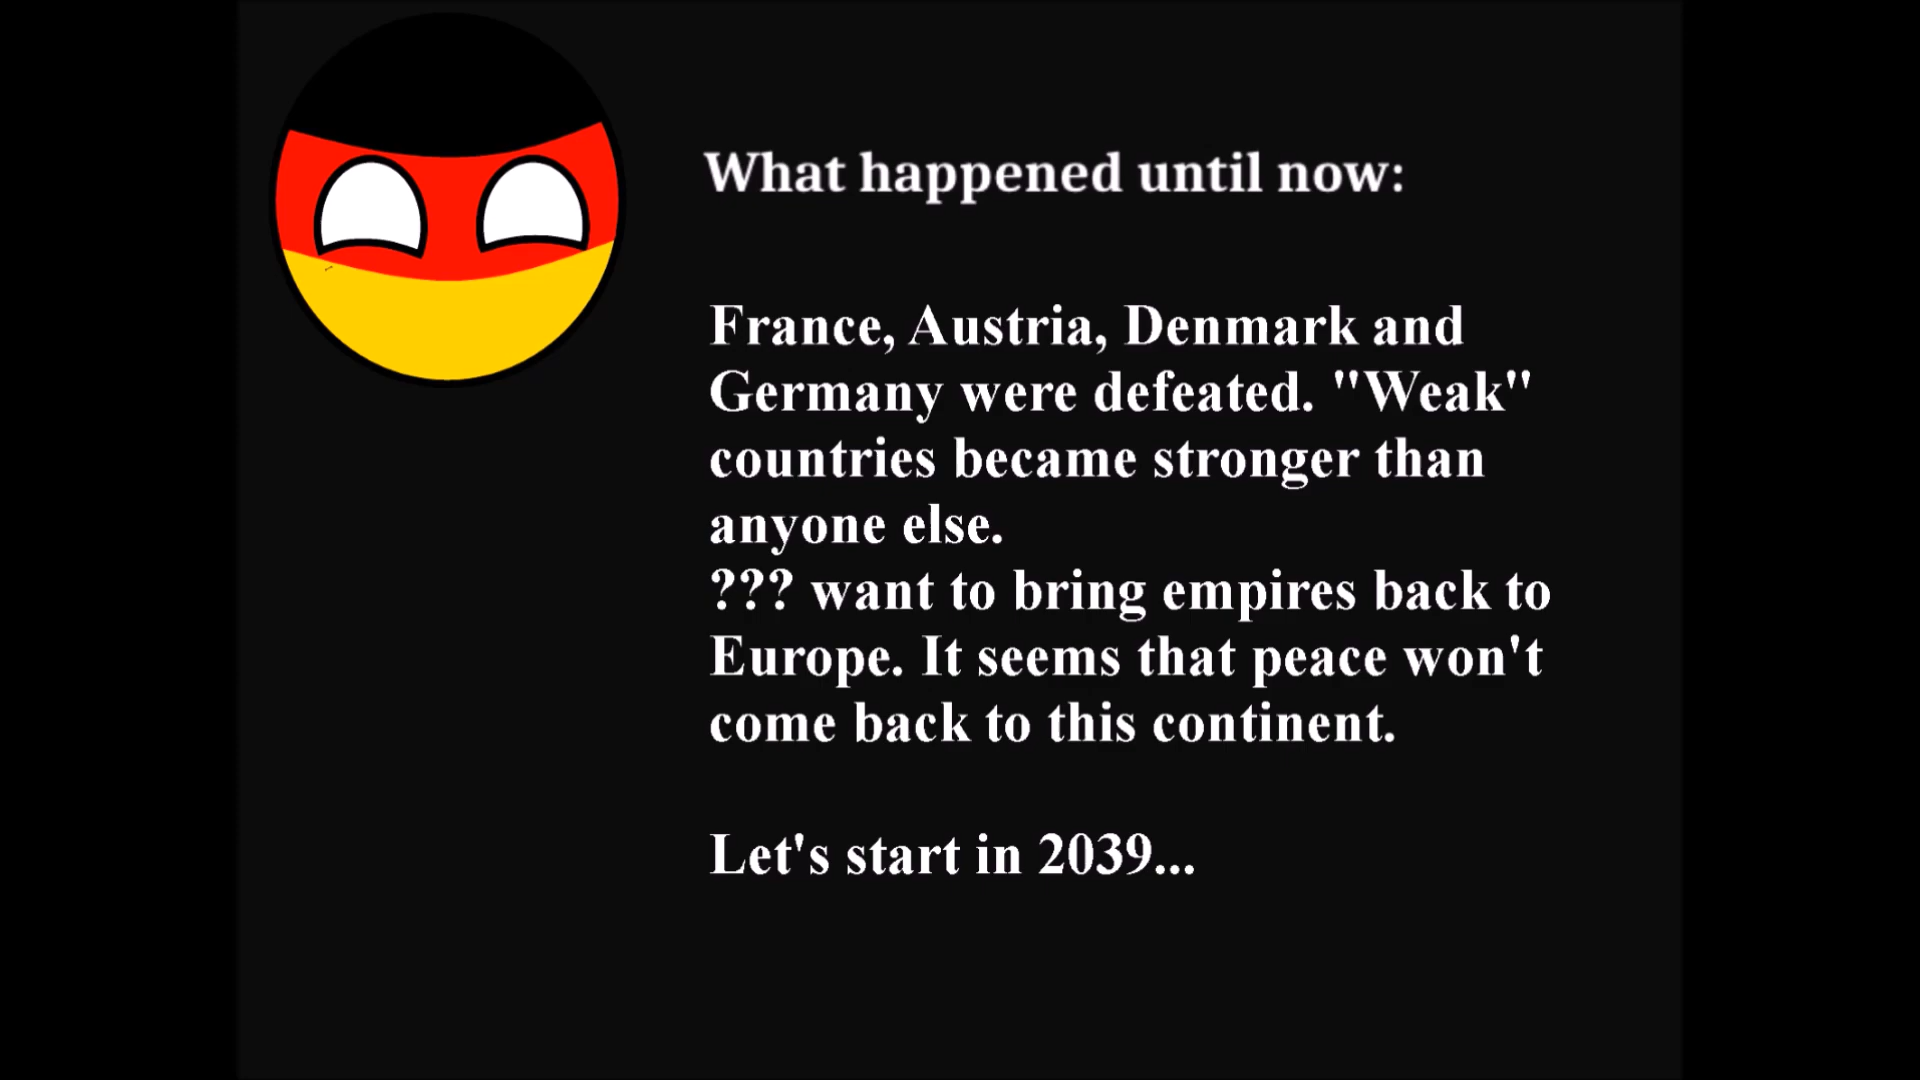 What happened until now:
France, Austria, Denmark and
Germany were defeated. "Weak"
countries became stronger than
anyone else.
??? want to bring empires back to
Europe. It seems that peace won't
come back to this continent.
Let's start in 2039...